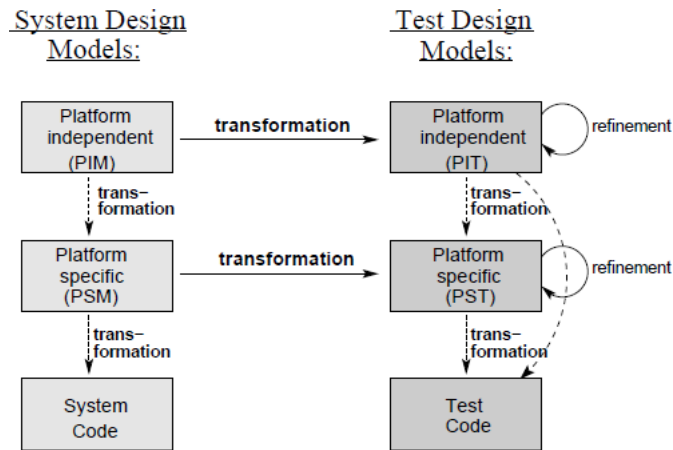 System Design
Models:
Test Design
Models:
Platform
independent
(PIM)
transformation
Platform
independent
(PIT)
refinement
trans-
formation
trans-
formation
Platform
specific
(PSM)
transformation
Platform
specific
(PST)
refinement
trans-
formation
trans-
formation
System
Code
Test
Code